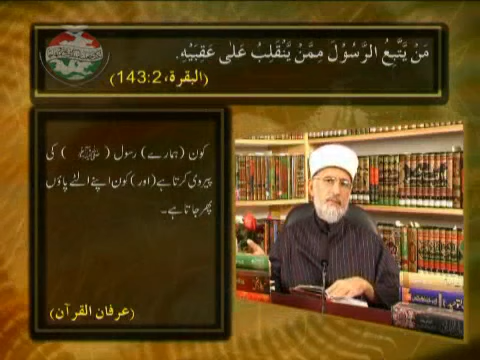 مَنْ يَّتَّبِعُ الرَّسُوْلَ مِمَّنْ يَّنْقَلِبُ عَلٰی عَقِبَيْهِ.
(البقرة، 143:2)
کون (ہمارے) رسول (ﷺ) کی
پیروی کرتا ہے (اور) کون اپنے الٹے پاؤں
پھر جاتا ہے۔
(عرفان القرآن)